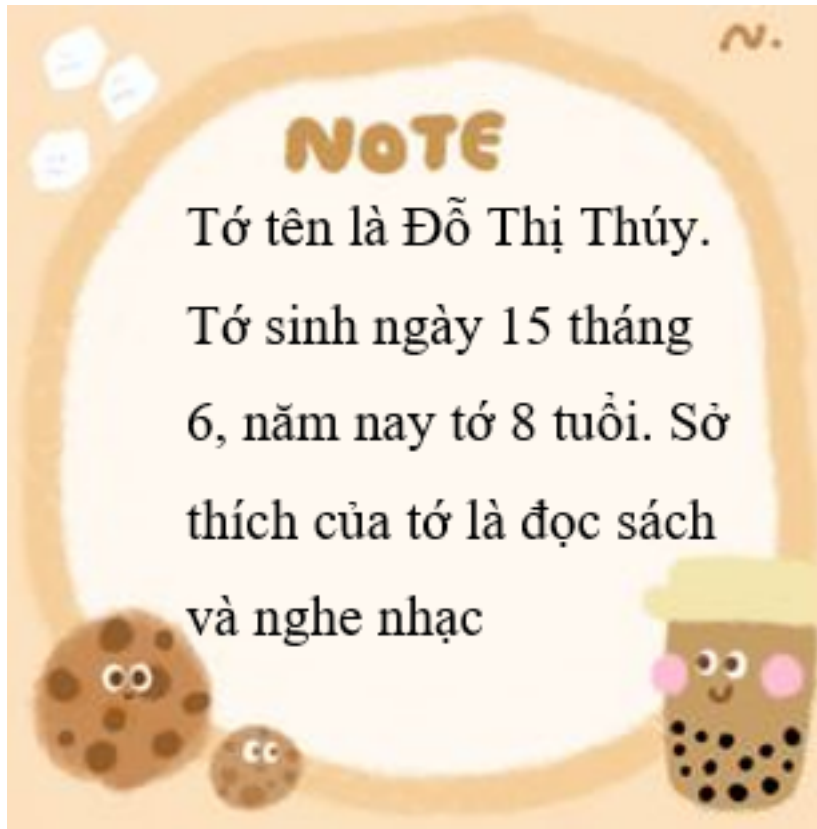 N.
NOTE
Tớ tên là Đỗ Thị Thúy.
Tớ sinh ngày 15 tháng
6, năm nay tớ 8 tuổi. Sở
thích của tớ là đọc sách
và nghe nhạc